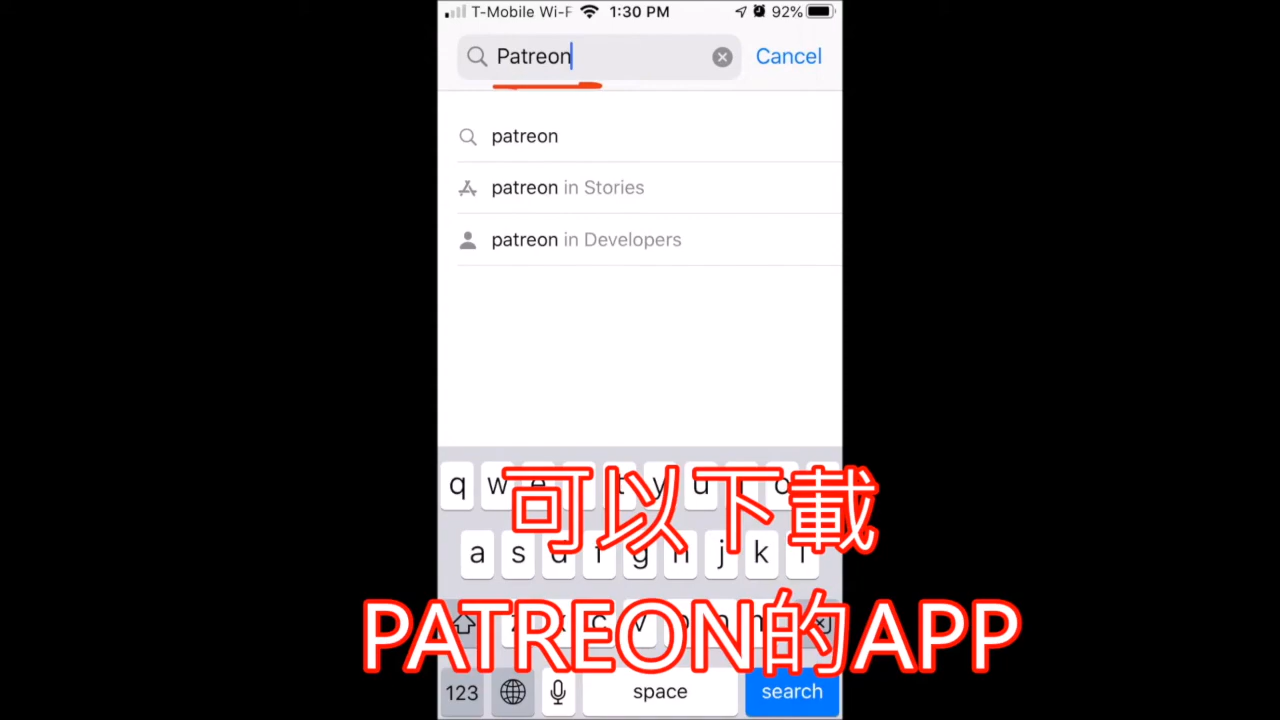 T-Mobile Wi-F 1:30 PM 92%
Patreon Cancel
patreon
patreon in Stories
patreon in Developers
q w e t y u o
可以下載
a s d f g h j k l
PATREON的APP
123 space search